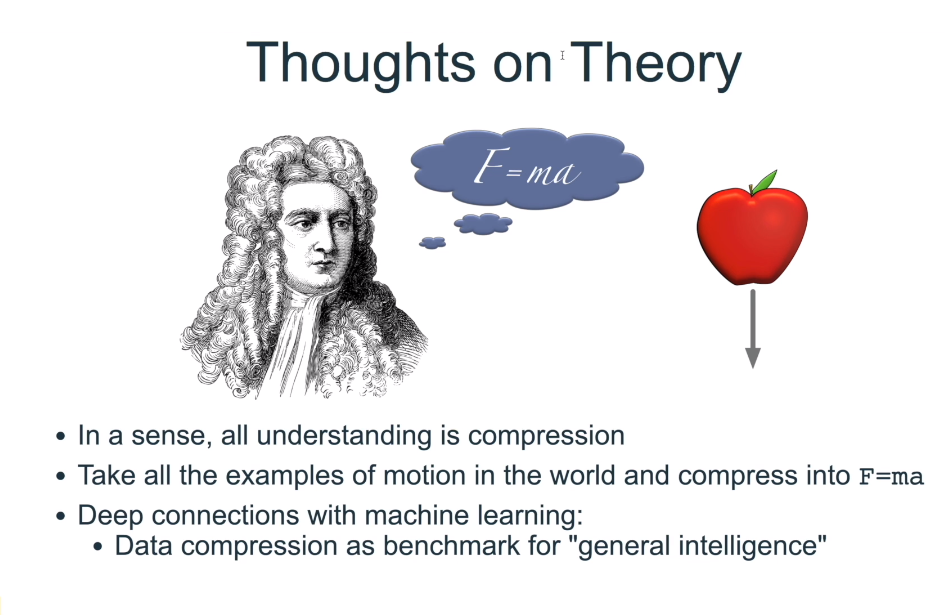 Thoughts on Theory
F=ma
• In a sense, all understanding is compression
• Take all the examples of motion in the world and compress into F=ma
• Deep connections with machine learning:
• Data compression as benchmark for "general intelligence"